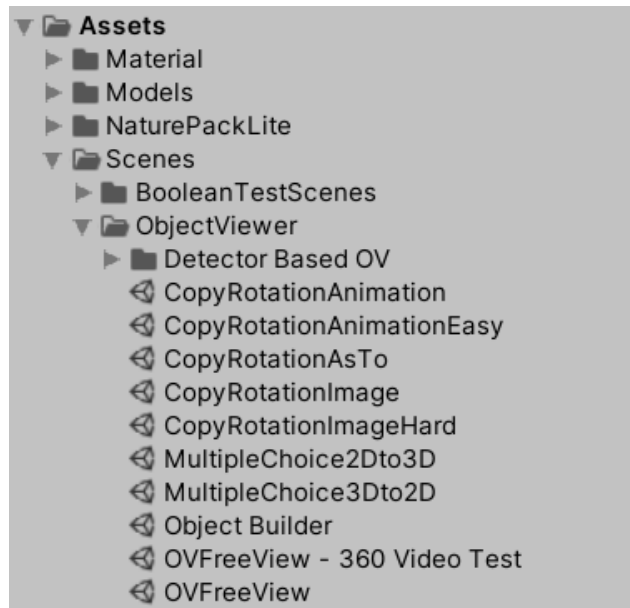 Assets
Material
Models
NaturePackLite
Scenes
BooleanTestScenes
ObjectViewer
Detector Based OV
CopyRotationAnimation
CopyRotationAnimationEasy
CopyRotationAsTo
CopyRotationImage
CopyRotationImageHard
MultipleChoice2Dto3D
MultipleChoice3Dto2D
Object Builder
OVFreeView - 360 Video Test
OVFreeView